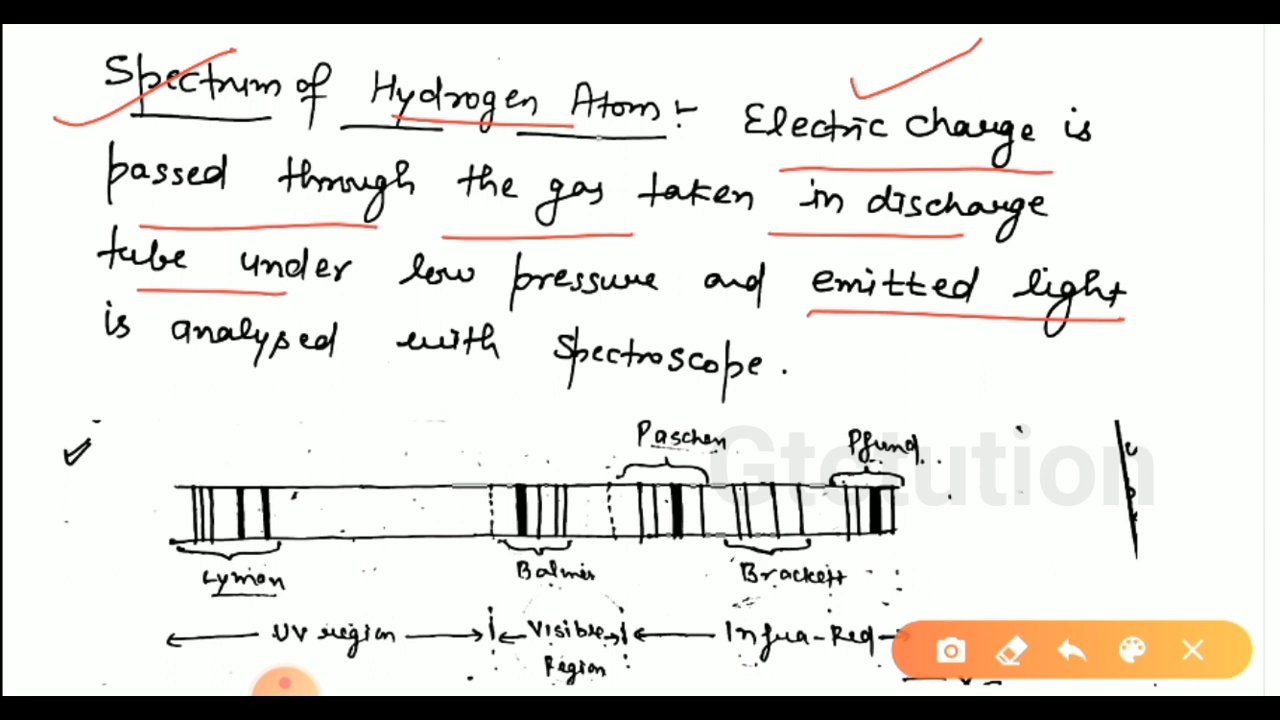 Spectrum of Hydrogen Atom :- Electric charge is
passed through the gas taken in discharge
tube under low pressure and emitted light
is analysed with spectroscope.
Paschen
Pfund
Gtctution
Lyman
Balmer
Brackett
UV region
Visible
Region
Infra-Red